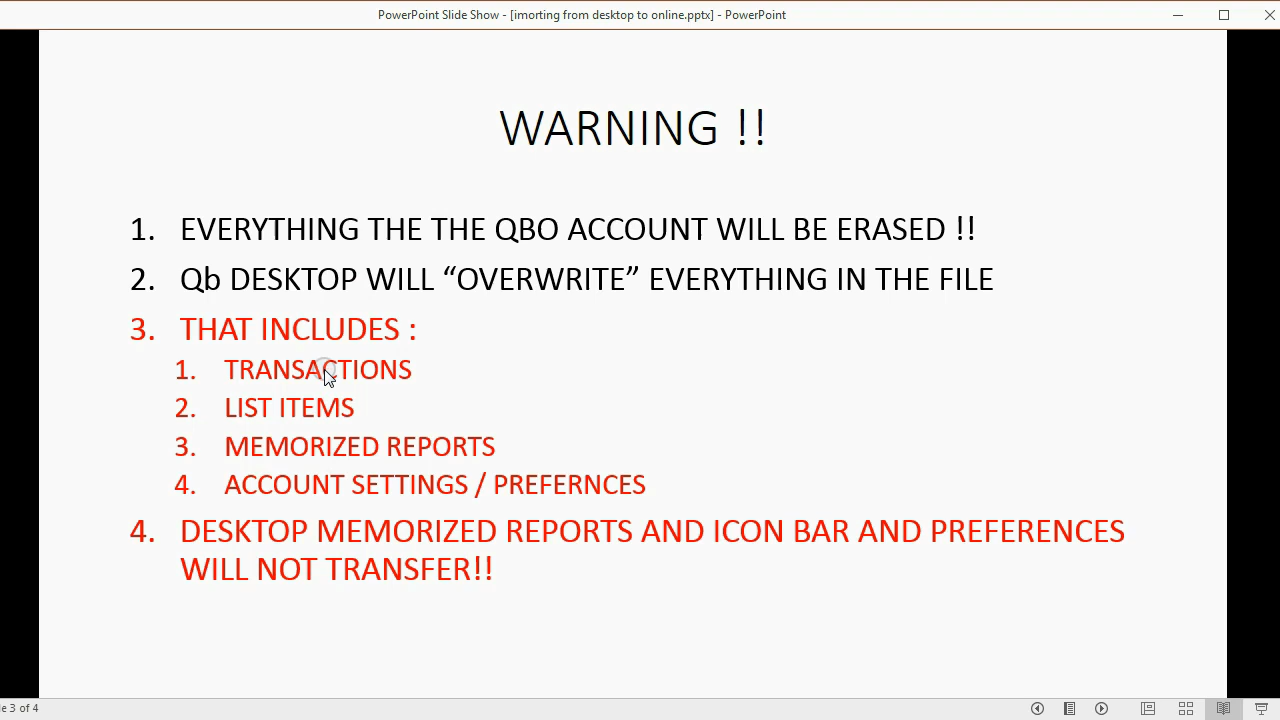 PowerPoint Slide Show - [imorting from desktop to online.pptx] - PowerPoint
WARNING !!
1. EVERYTHING THE THE QBO ACCOUNT WILL BE ERASED !!
2. Qb DESKTOP WILL “OVERWRITE” EVERYTHING IN THE FILE
3. THAT INCLUDES :
1. TRANSACTIONS
2. LIST ITEMS
3. MEMORIZED REPORTS
4. ACCOUNT SETTINGS / PREFERNCES
4. DESKTOP MEMORIZED REPORTS AND ICON BAR AND PREFERENCES
WILL NOT TRANSFER!!
le 3 of 4